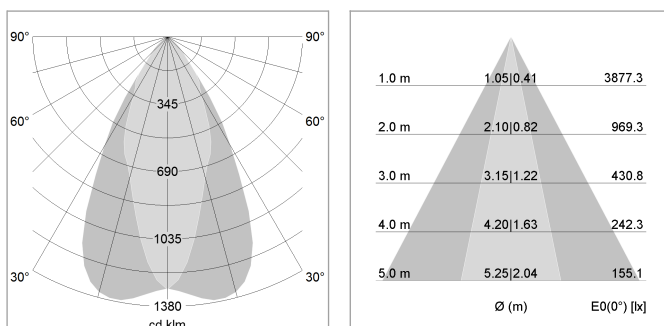 90° 90°
345
60° 60°
690
1035
30° 30°
1380
cd klm
1.0 m 1.05|0.41 3877.3
2.0 m 2.10|0.82 969.3
3.0 m 3.15|1.22 430.8
4.0 m 4.20|1.63 242.3
5.0 m 5.25|2.04 155.1
Ø (m) E0(0°) [lx]